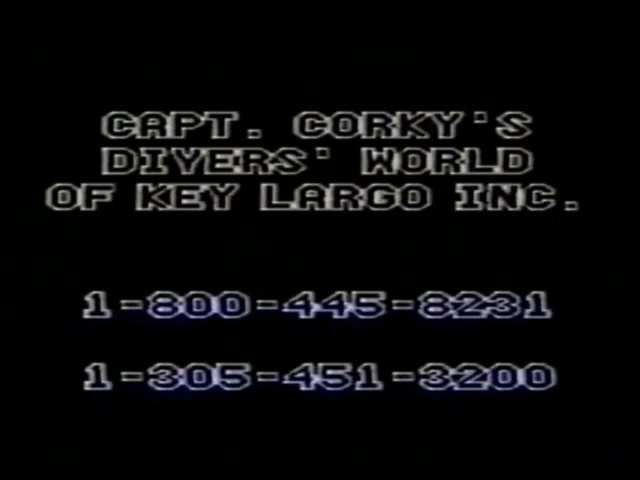 CAPT. CORKY'S
DIVERS' WORLD
OF KEY LARGO INC.
1-800-445-8231
1-305-451-3200